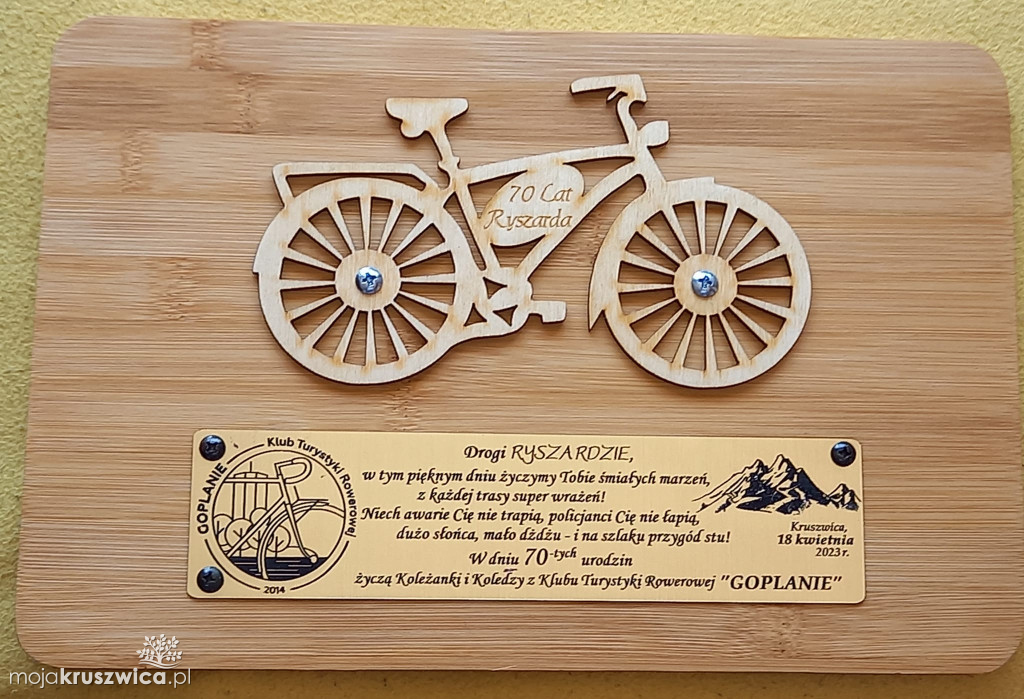 70 Lat
Ryszarda
Klub Turystyki Rowerowej
GOPLANIE
2014
Drogi RYSZARDZIE,
w tym pięknym dniu życzymy Tobie śmiałych marzeń,
z każdej trasy super wrażeń!
Niech awarie Cię nie trapią, policjanci Cię nie łapią,
dużo słońca, mało dżdżu - i na szlaku przygód stu!
W dniu 70-tych urodzin
życzą Koleżanki i Koledzy z Klubu Turystyki Rowerowej "GOPLANIE"
Kruszwica,
18 kwietnia
2023 r.
mojakruszwica.pl